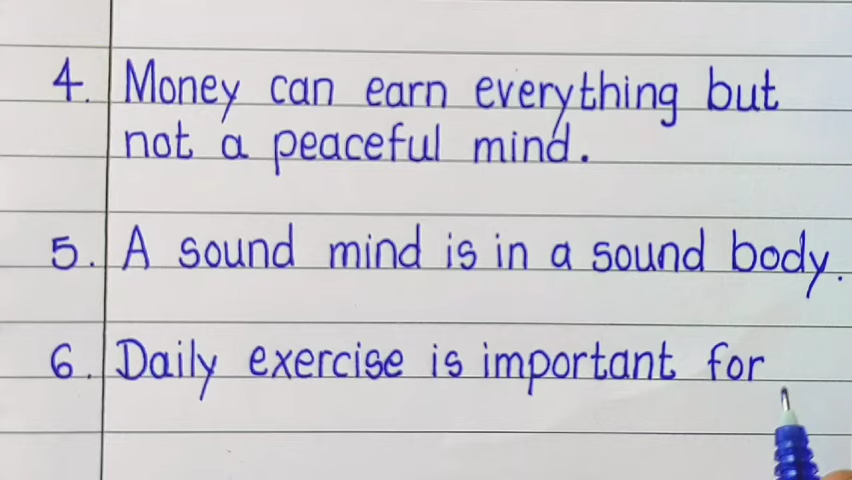 4. Money can earn everything but
not a peaceful mind.
5. A sound mind is in a sound body.
6. Daily exercise is important for